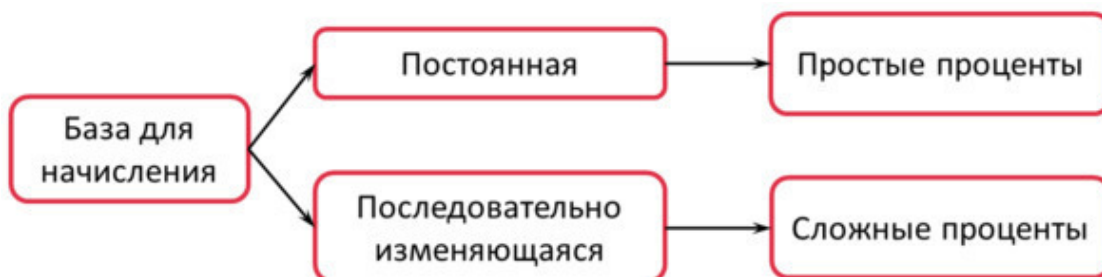 База для
начисления
Постоянная
Простые проценты
Последовательно
изменяющаяся
Сложные проценты